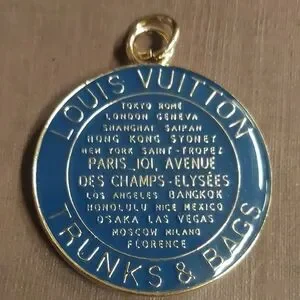 LOUIS VUITTON
TOKYO ROME
LONDON GENEVA
SHANGHAI SAIPAN
HONG KONG SYDNEY
NEW YORK SAINT-TROPEZ
PARIS 101, AVENUE
DES CHAMPS-ELYSÉES
LOS ANGELES BANGKOK
HONOLULU NICE MEXICO
OSAKA LAS VEGAS
MOSCOW MILANO
FLORENCE
TRUNKS & BAGS